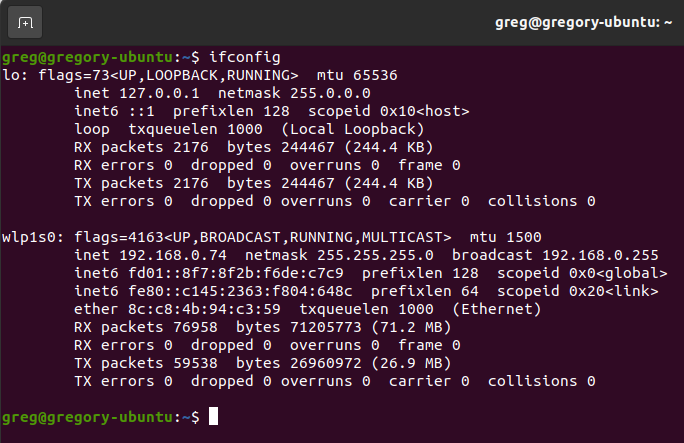 greg@gregory-ubuntu: ~
greg@gregory-ubuntu:~$ ifconfig
lo: flags=73<UP,LOOPBACK,RUNNING>  mtu 65536
        inet 127.0.0.1  netmask 255.0.0.0
        inet6 ::1  prefixlen 128  scopeid 0x10<host>
        loop  txqueuelen 1000  (Local Loopback)
        RX packets 2176  bytes 244467 (244.4 KB)
        RX errors 0  dropped 0  overruns 0  frame 0
        TX packets 2176  bytes 244467 (244.4 KB)
        TX errors 0  dropped 0 overruns 0  carrier 0  collisions 0

wlp1s0: flags=4163<UP,BROADCAST,RUNNING,MULTICAST>  mtu 1500
        inet 192.168.0.74  netmask 255.255.255.0  broadcast 192.168.0.255
        inet6 fd01::8f7:8f2b:f6de:c7c9  prefixlen 128  scopeid 0x0<global>
        inet6 fe80::c145:2363:f804:648c  prefixlen 64  scopeid 0x20<link>
        ether 8c:c8:4b:94:c3:59  txqueuelen 1000  (Ethernet)
        RX packets 76958  bytes 71205773 (71.2 MB)
        RX errors 0  dropped 0  overruns 0  frame 0
        TX packets 59538  bytes 26960972 (26.9 MB)
        TX errors 0  dropped 0 overruns 0  carrier 0  collisions 0

greg@gregory-ubuntu:~$